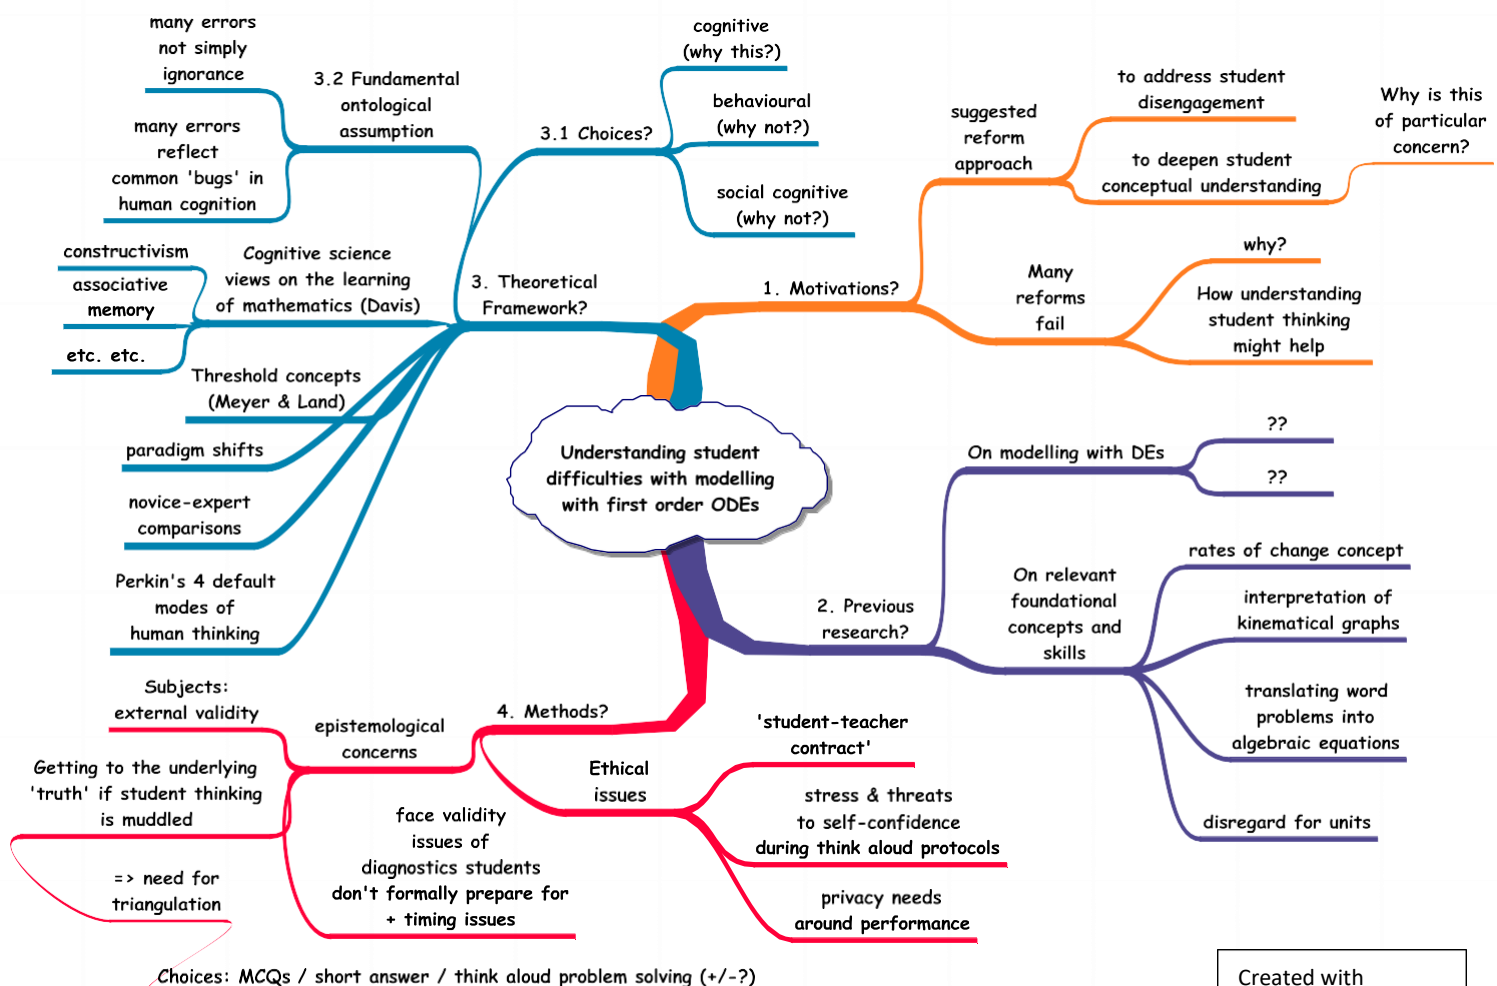 many errors
not simply
ignorance
3.2 Fundamental
ontological
assumption
many errors
reflect
common 'bugs' in
human cognition
3.1 Choices?
cognitive
(why this?)
behavioural
(why not?)
social cognitive
(why not?)
suggested
reform
approach
to address student
disengagement
to deepen student
conceptual understanding
Why is this
of particular
concern?
constructivism
associative
memory
etc. etc.
Cognitive science
views on the learning
of mathematics (Davis)
3. Theoretical
Framework?
1. Motivations?
Many
reforms
fail
why?
How understanding
student thinking
might help
Threshold concepts
(Meyer & Land)
paradigm shifts
novice-expert
comparisons
Perkin's 4 default
modes of
human thinking
Understanding student
difficulties with modelling
with first order ODEs
On modelling with DEs
??
??
2. Previous
research?
On relevant
foundational
concepts and
skills
rates of change concept
interpretation of
kinematical graphs
translating word
problems into
algebraic equations
disregard for units
4. Methods?
Subjects:
external validity
epistemological
concerns
Getting to the underlying
'truth' if student thinking
is muddled
=> need for
triangulation
face validity
issues of
diagnostics students
don't formally prepare for
+ timing issues
Ethical
issues
'student-teacher
contract'
stress & threats
to self-confidence
during think aloud protocols
privacy needs
around performance
Choices: MCQs / short answer / think aloud problem solving (+/-?)
Created with